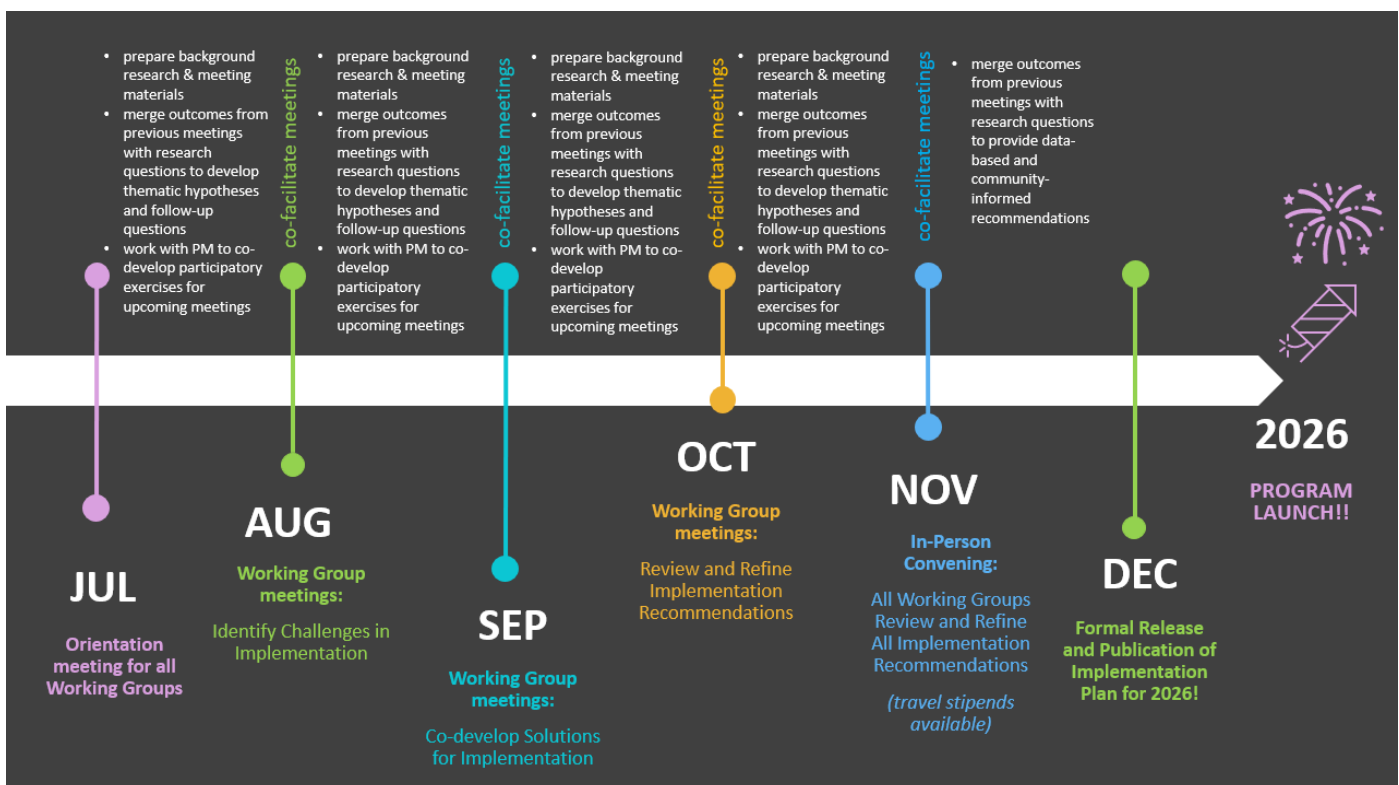 • prepare background
research & meeting
materials
• merge outcomes from
previous meetings
with research
questions to develop
thematic hypotheses
and follow-up
questions
• work with PM to co-
develop participatory
exercises for
upcoming meetings
co-facilitate meetings
• prepare background
research & meeting
materials
• merge outcomes
from previous
meetings with
research questions
to develop thematic
hypotheses and
follow-up questions
• work with PM to co-
develop
participatory
exercises for
upcoming meetings
co-facilitate meetings
• prepare background
research & meeting
materials
• merge outcomes
from previous
meetings with
research questions
to develop thematic
hypotheses and
follow-up questions
• work with PM to co-
develop
participatory
exercises for
upcoming meetings
co-facilitate meetings
• prepare background
research & meeting
materials
• merge outcomes
from previous
meetings with
research questions
to develop thematic
hypotheses and
follow-up questions
• work with PM to co-
develop
participatory
exercises for
upcoming meetings
co-facilitate meetings
• merge outcomes
from previous
meetings with
research questions
to provide data-
based and
community-
informed
recommendations
JUL
Orientation
meeting for all
Working Groups
AUG
Working Group
meetings:
Identify Challenges in
Implementation
SEP
Working Group
meetings:
Co-develop Solutions
for Implementation
OCT
Working Group
meetings:
Review and Refine
Implementation
Recommendations
NOV
In-Person
Convening:
All Working Groups
Review and Refine
All Implementation
Recommendations
(travel stipends
available)
DEC
Formal Release
and Publication of
Implementation
Plan for 2026!
2026
PROGRAM
LAUNCH!!